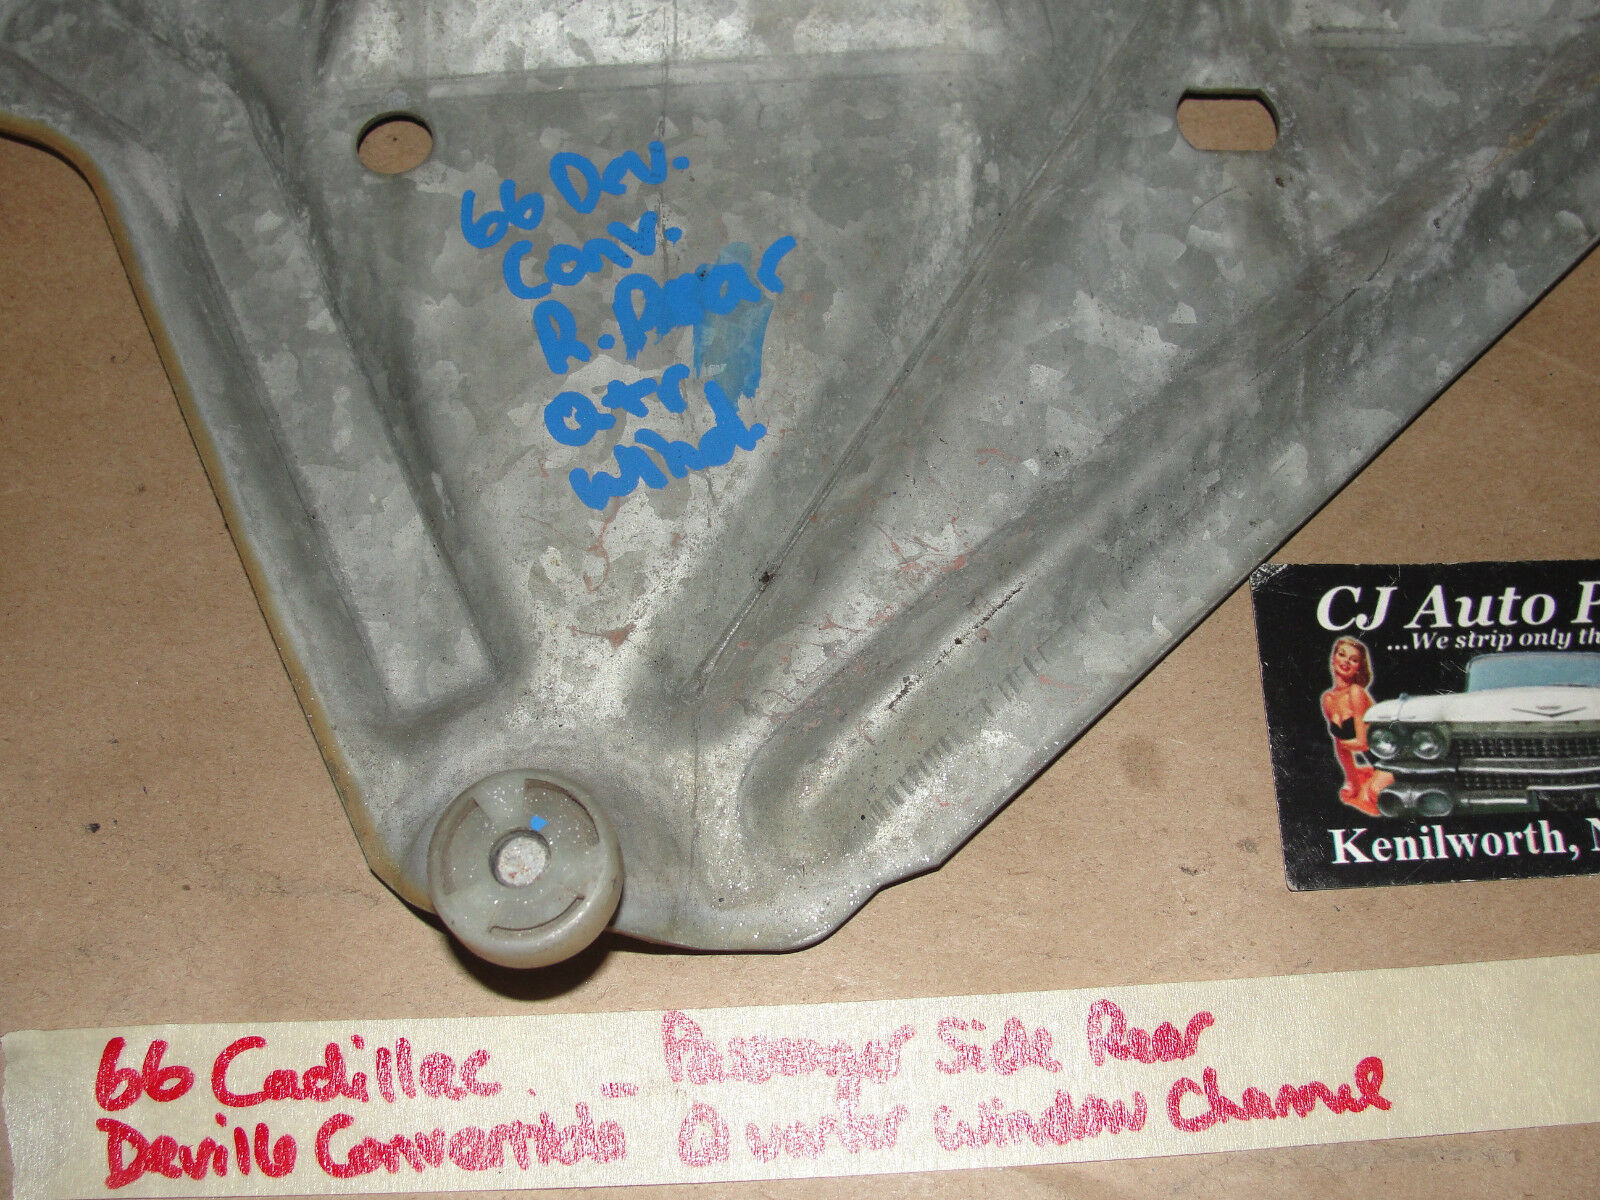 66 Dev.
Conv.
R. Rear
Qtr
Wind.
CJ Auto P
...We strip only th
Kenilworth, N
66 Cadillac - Passenger Side Rear
Deville Convertible Quarter Window Channel